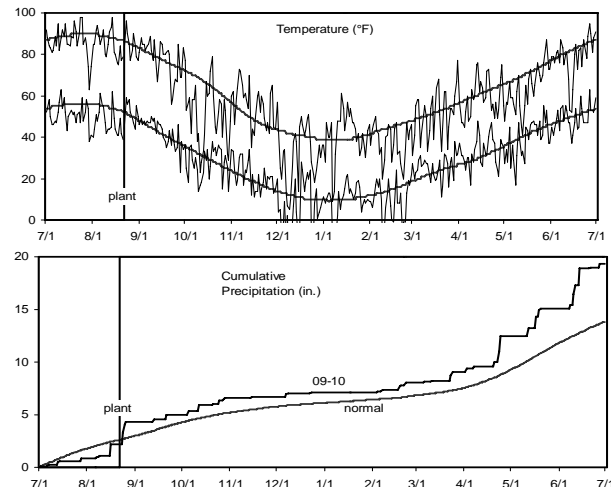 Temperature (°F)
100
80
60
40
20
0
plant
7/1 8/1 9/1 10/1 11/1 12/1 1/1 2/1 3/1 4/1 5/1 6/1 7/1
20
15
10
5
0
Cumulative
Precipitation (in.)
09-10
normal
plant
7/1 8/1 9/1 10/1 11/1 12/1 1/1 2/1 3/1 4/1 5/1 6/1 7/1